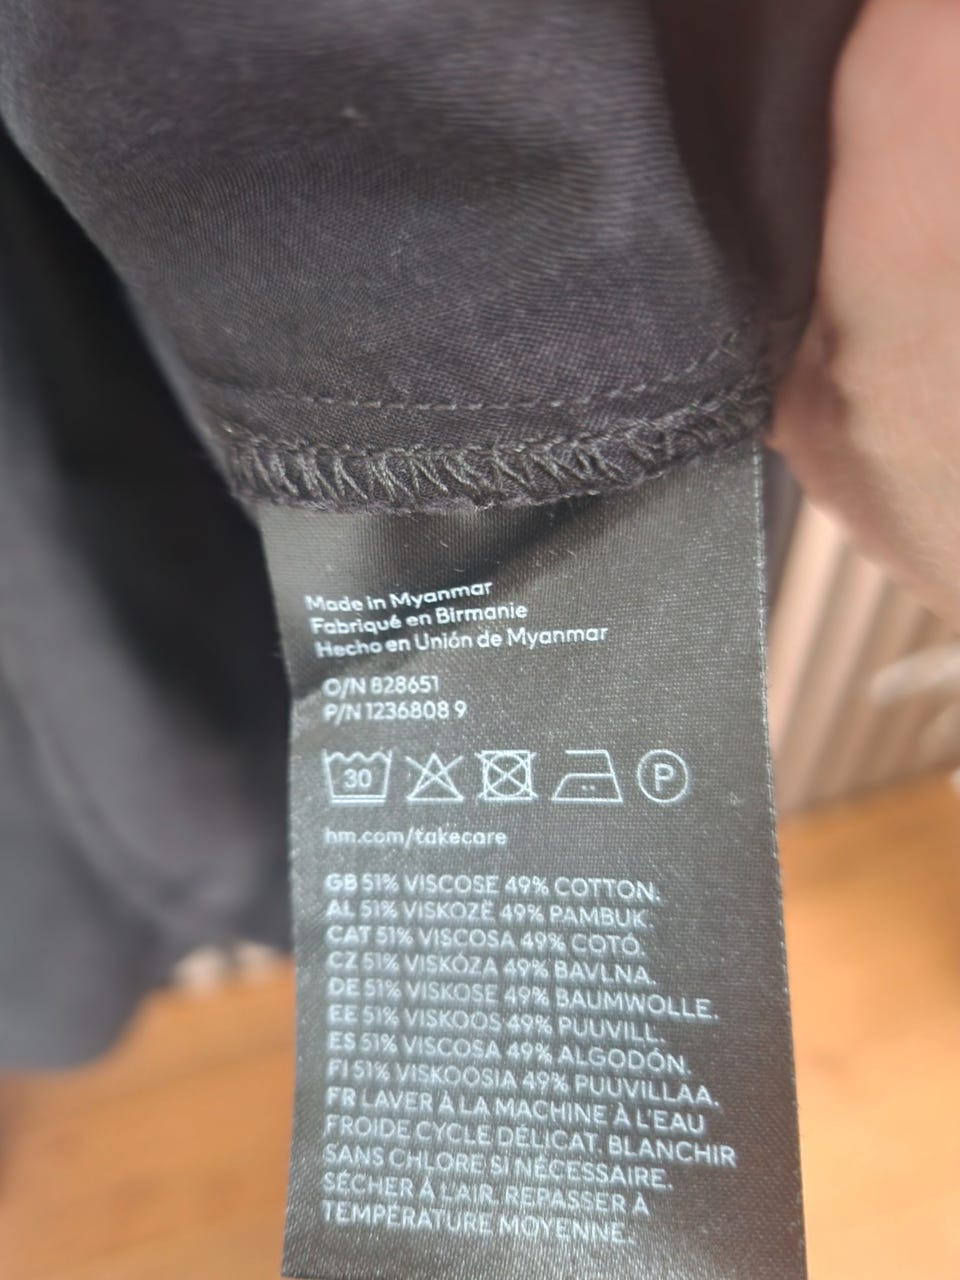 Made in Myanmar
Fabriqué en Birmanie
Hecho en Unión de Myanmar
O/N 828651
P/N 1236808 9
30 P
hm.com/takecare
GB 51% VISCOSE 49% COTTON.
AL 51% VISKOZË 49% PAMBUK.
CAT 51% VISCOSA 49% COTÓ.
CZ 51% VISKÓZA 49% BAVLNA.
DE 51% VISKOSE 49% BAUMWOLLE.
EE 51% VISKOOS 49% PUUVILL.
ES 51% VISCOSA 49% ALGODÓN.
FI 51% VISKOOSIA 49% PUUVILLAA.
FR LAVER À LA MACHINE À L'EAU
FROIDE CYCLE DÉLICAT. BLANCHIR
SANS CHLORE SI NÉCESSAIRE.
SÉCHER À L'AIR. REPASSER À
TEMPÉRATURE MOYENNE.